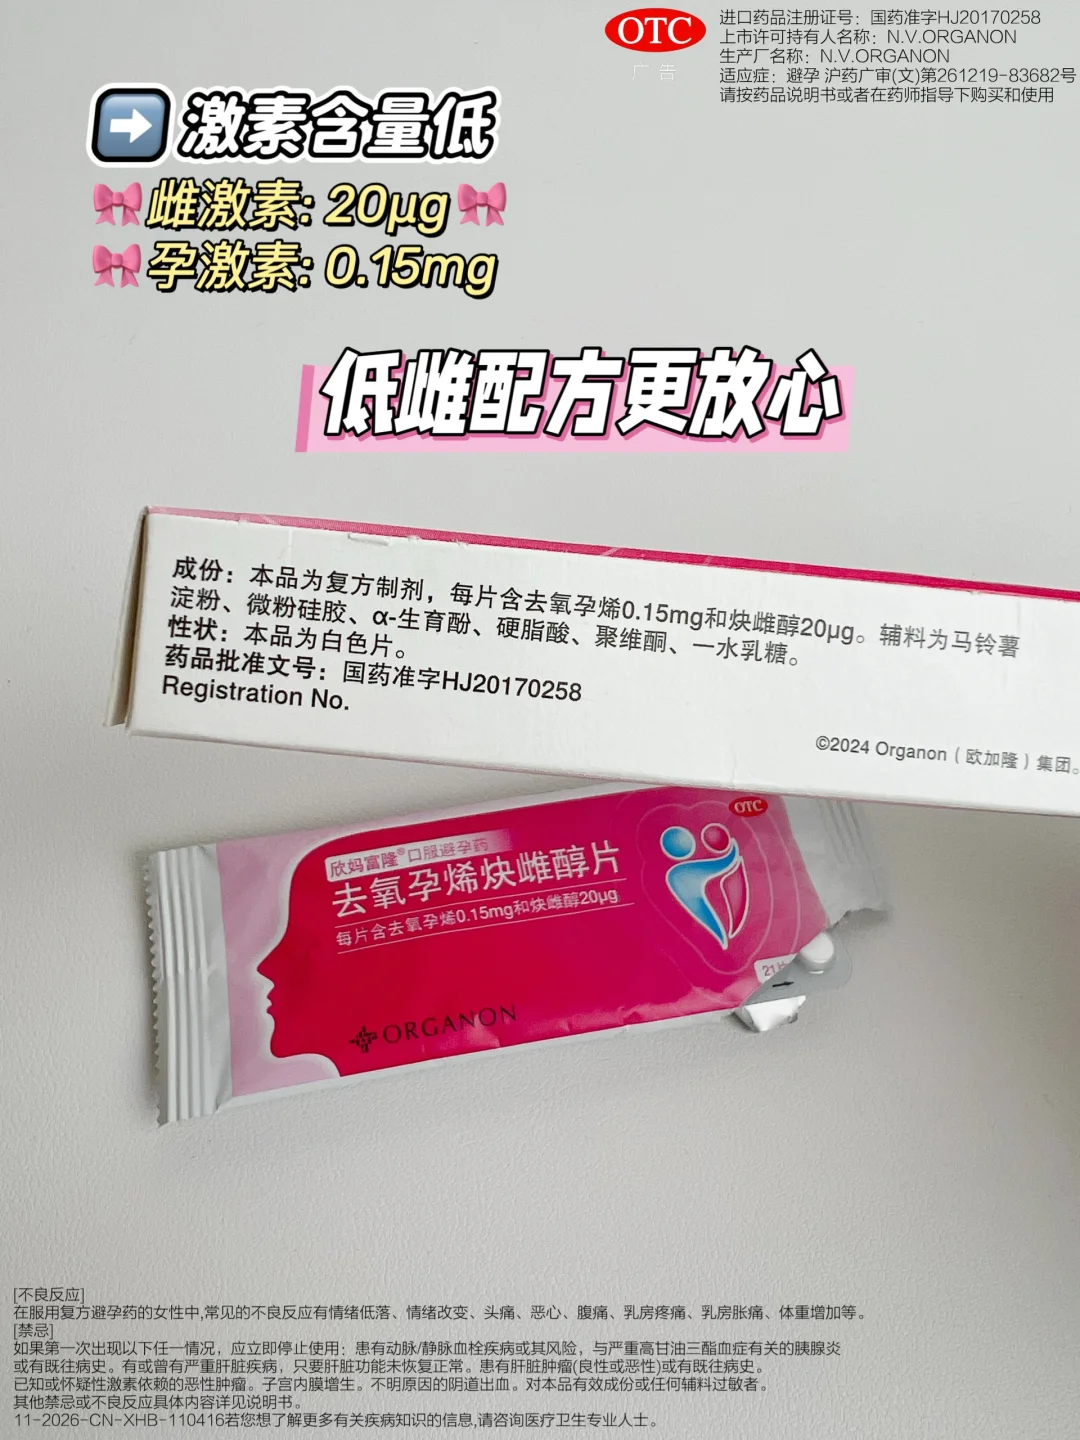 OTC
广告
进口药品注册证号：国药准字HJ20170258
上市许可持有人名称：N.V.ORGANON
生产厂名称：N.V.ORGANON
适应症：避孕 沪药广审(文)第261219-83682号
请按药品说明书或者在药师指导下购买和使用
激素含量低
雌激素: 20μg
孕激素: 0.15mg
低雌配方更放心
成份：本品为复方制剂，每片含去氧孕烯0.15mg和炔雌醇20μg。辅料为马铃薯
淀粉、微粉硅胶、α-生育酚、硬脂酸、聚维酮、一水乳糖。
性状：本品为白色片。
药品批准文号：国药准字HJ20170258
Registration No.
©2024 Organon（欧加隆）集团。
OTC
欣妈富隆®口服避孕药
去氧孕烯炔雌醇片
每片含去氧孕烯0.15mg和炔雌醇20μg
21片
ORGANON
[不良反应]
在服用复方避孕药的女性中,常见的不良反应有情绪低落、情绪改变、头痛、恶心、腹痛、乳房疼痛、乳房胀痛、体重增加等。
[禁忌]
如果第一次出现以下任一情况，应立即停止使用：患有动脉/静脉血栓疾病或其风险，与严重高甘油三酯血症有关的胰腺炎
或有既往病史。有或曾有严重肝脏疾病，只要肝脏功能未恢复正常。患有肝脏肿瘤(良性或恶性)或有既往病史。
已知或怀疑性激素依赖的恶性肿瘤。子宫内膜增生。不明原因的阴道出血。对本品有效成份或任何辅料过敏者。
其他禁忌或不良反应具体内容详见说明书。
11-2026-CN-XHB-110416若您想了解更多有关疾病知识的信息,请咨询医疗卫生专业人士。